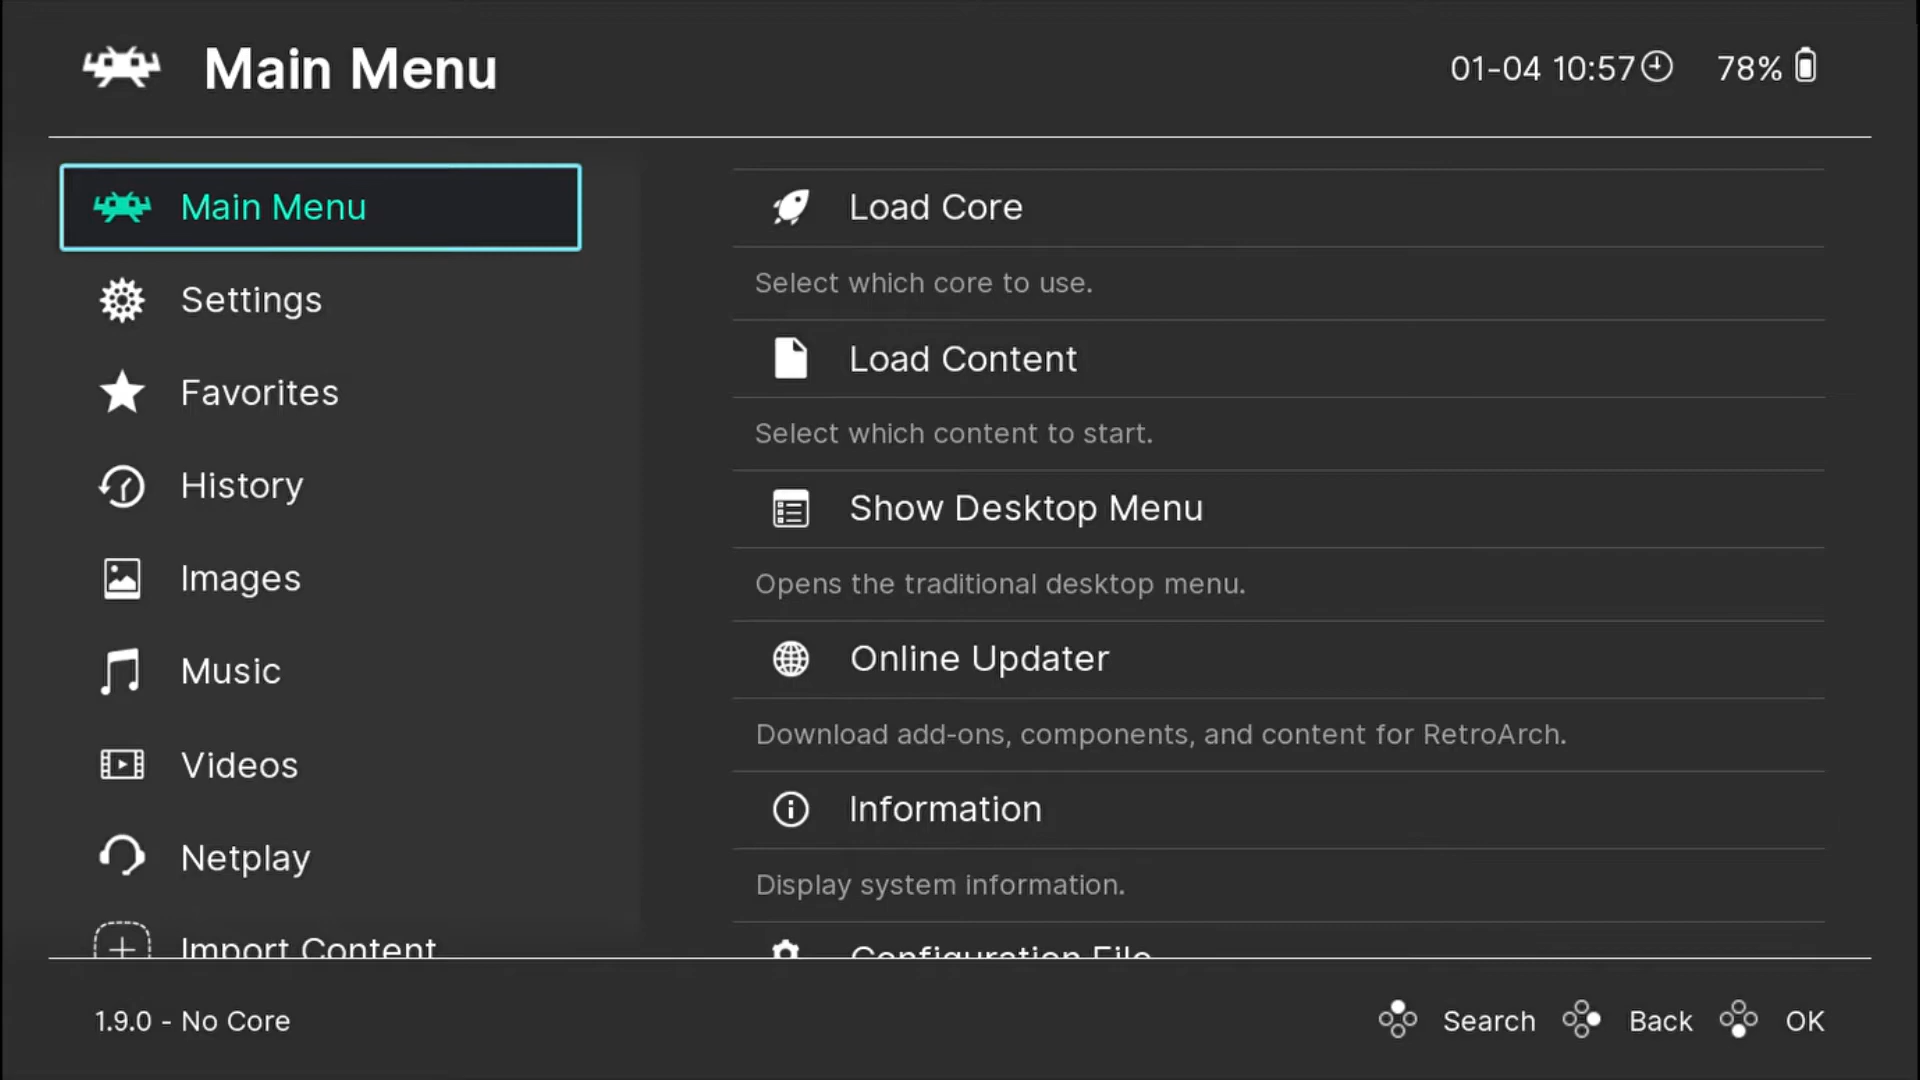 Main Menu
01-04 10:57
78%
Main Menu
Settings
Favorites
History
Images
Music
Videos
Netplay
Import Content
Load Core
Select which core to use.
Load Content
Select which content to start.
Show Desktop Menu
Opens the traditional desktop menu.
Online Updater
Download add-ons, components, and content for RetroArch.
Information
Display system information.
Configuration File
1.9.0 - No Core
Search
Back
OK